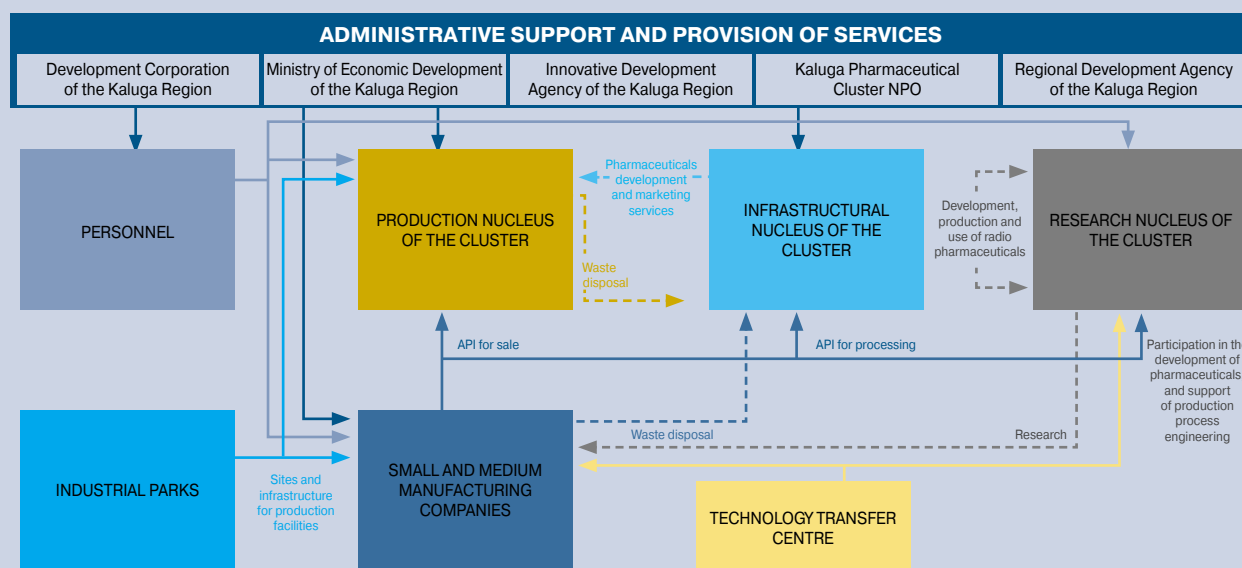 ADMINISTRATIVE SUPPORT AND PROVISION OF SERVICES
Development Corporation
of the Kaluga Region
Ministry of Economic Development
of the Kaluga Region
Innovative Development
Agency of the Kaluga Region
Kaluga Pharmaceutical
Cluster NPO
Regional Development Agency
of the Kaluga Region
PERSONNEL
PRODUCTION NUCLEUS
OF THE CLUSTER
Pharmaceuticals
development
and marketing
services
Waste
disposal
INFRASTRUCTURAL
NUCLEUS OF THE
CLUSTER
Development,
production and
use of radio
pharmaceuticals
RESEARCH NUCLEUS OF
THE CLUSTER
API for sale
API for processing
Participation in the
development of
pharmaceuticals
and support
of production
process
engineering
INDUSTRIAL PARKS
Sites and
infrastructure
for production
facilities
SMALL AND MEDIUM
MANUFACTURING
COMPANIES
Waste disposal
Research
TECHNOLOGY TRANSFER
CENTRE